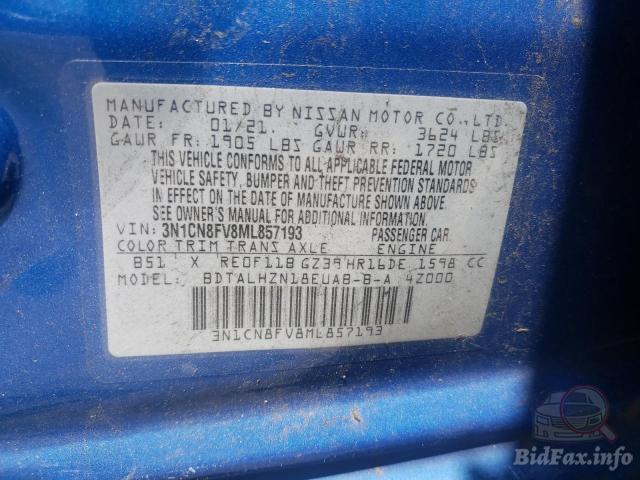 MANUFACTURED BY NISSAN MOTOR CO., LTD.
DATE: 01/21. GVWR: 3624 LBS
GAWR FR: 1905 LBS GAWR RR: 1720 LBS
THIS VEHICLE CONFORMS TO ALL APPLICABLE FEDERAL MOTOR
VEHICLE SAFETY, BUMPER AND THEFT PREVENTION STANDARDS
IN EFFECT ON THE DATE OF MANUFACTURE SHOWN ABOVE.
SEE OWNER'S MANUAL FOR ADDITIONAL INFORMATION.
VIN: 3N1CN8FV8ML857193 PASSENGER CAR
COLOR TRIM TRANS AXLE ENGINE
B51 X RE0F11B GZ39 HR16DE 1598 CC
MODEL: BDTALHZN18EUA8-B-A 4Z000
3N1CN8FV8ML857193
BidFax.info